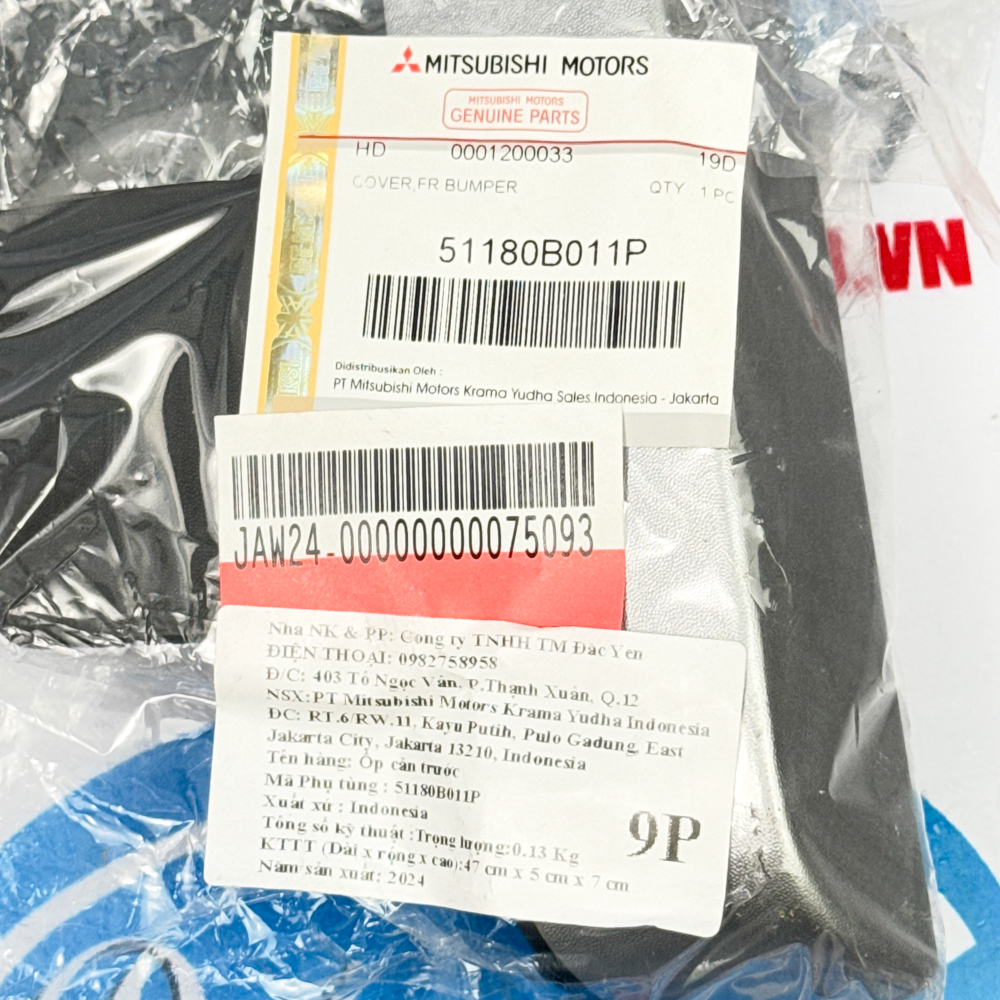 MITSUBISHI MOTORS
MITSUBISHI MOTORS
GENUINE PARTS
HD 0001200033 19D
COVER,FR BUMPER QTY 1 PC
51180B011P
Didistribusikan Oleh :
PT Mitsubishi Motors Krama Yudha Sales Indonesia - Jakarta
VN
JAW24-00000000075093
Nhà NK & PP: Công ty TNHH TM Đắc Yến
ĐIỆN THOẠI: 0982758958
Đ/C: 403 Tô Ngọc Vân, P.Thạnh Xuân, Q.12
NSX:PT Mitsubishi Motors Krama Yudha Indonesia
ĐC: RT.6/RW.11, Kayu Putih, Pulo Gadung, East
Jakarta City, Jakarta 13210, Indonesia
Tên hàng: Ốp cản trước
Mã Phụ tùng : 51180B011P
Xuất xứ : Indonesia
Tổng số kỹ thuật :Trọng lượng:0.13 Kg
KTTT (Dài x rộng x cao):47 cm x 5 cm x 7 cm
Năm sản xuất: 2024
9P